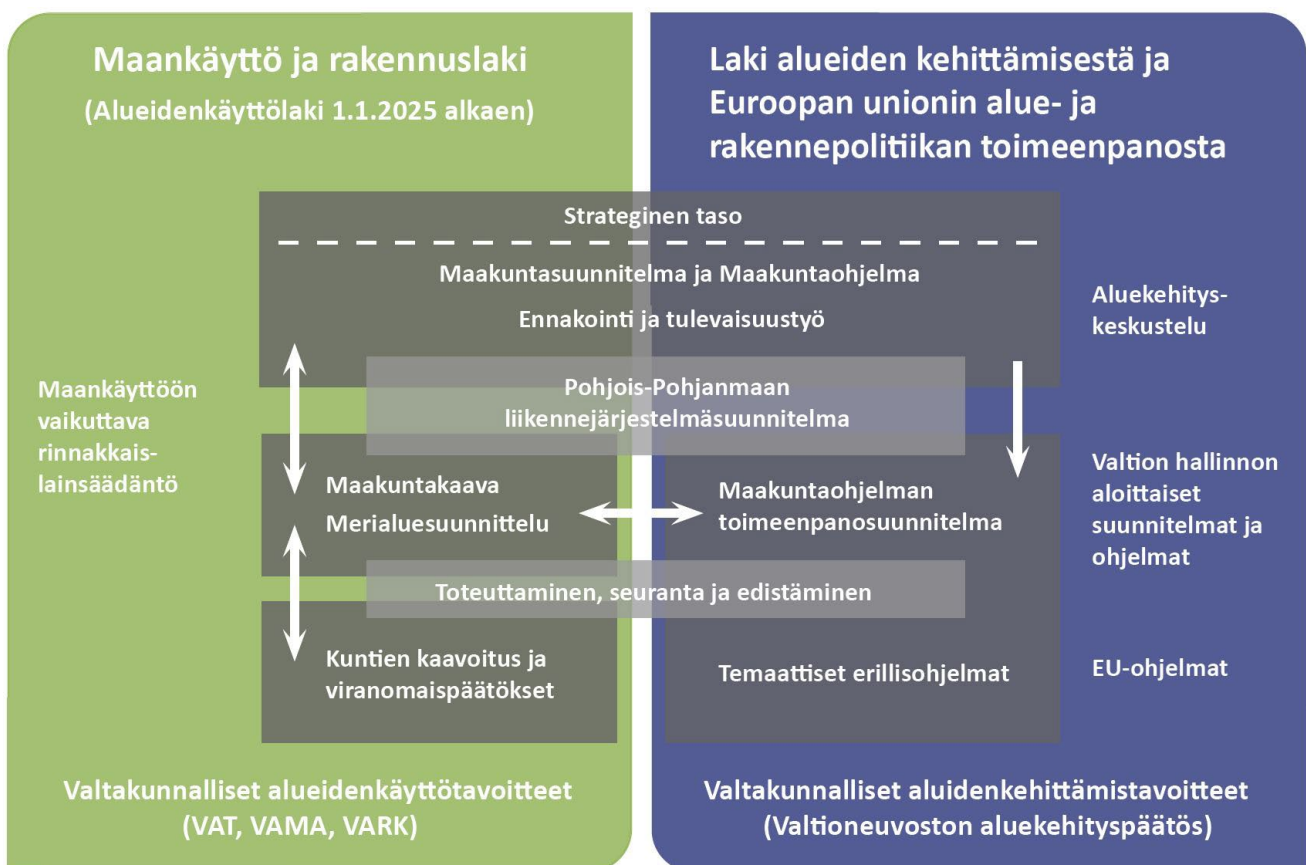 Maankäyttö ja rakennuslaki
(Alueidenkäyttölaki 1.1.2025 alkaen)
Laki alueiden kehittämisestä ja
Euroopan unionin alue- ja
rakennepolitiikan toimeenpanosta
Strateginen taso
Maakuntasuunnitelma ja Maakuntaohjelma
Ennakointi ja tulevaisuustyö
Aluekehitys-
keskustelu
Maankäyttöön
vaikuttava
rinnakkais-
lainsäädäntö
Pohjois-Pohjanmaan
liikennejärjestelmäsuunnitelma
Maakuntakaava
Merialuesuunnittelu
Maakuntaohjelman
toimeenpanosuunnitelma
Valtion hallinnon
aloittaiset
suunnitelmat ja
ohjelmat
Toteuttaminen, seuranta ja edistäminen
Kuntien kaavoitus ja
viranomaispäätökset
Temaattiset erillisohjelmat
EU-ohjelmat
Valtakunnalliset alueidenkäyttötavoitteet
(VAT, VAMA, VARK)
Valtakunnalliset aluidenkehittämistavoitteet
(Valtioneuvoston aluekehityspäätös)